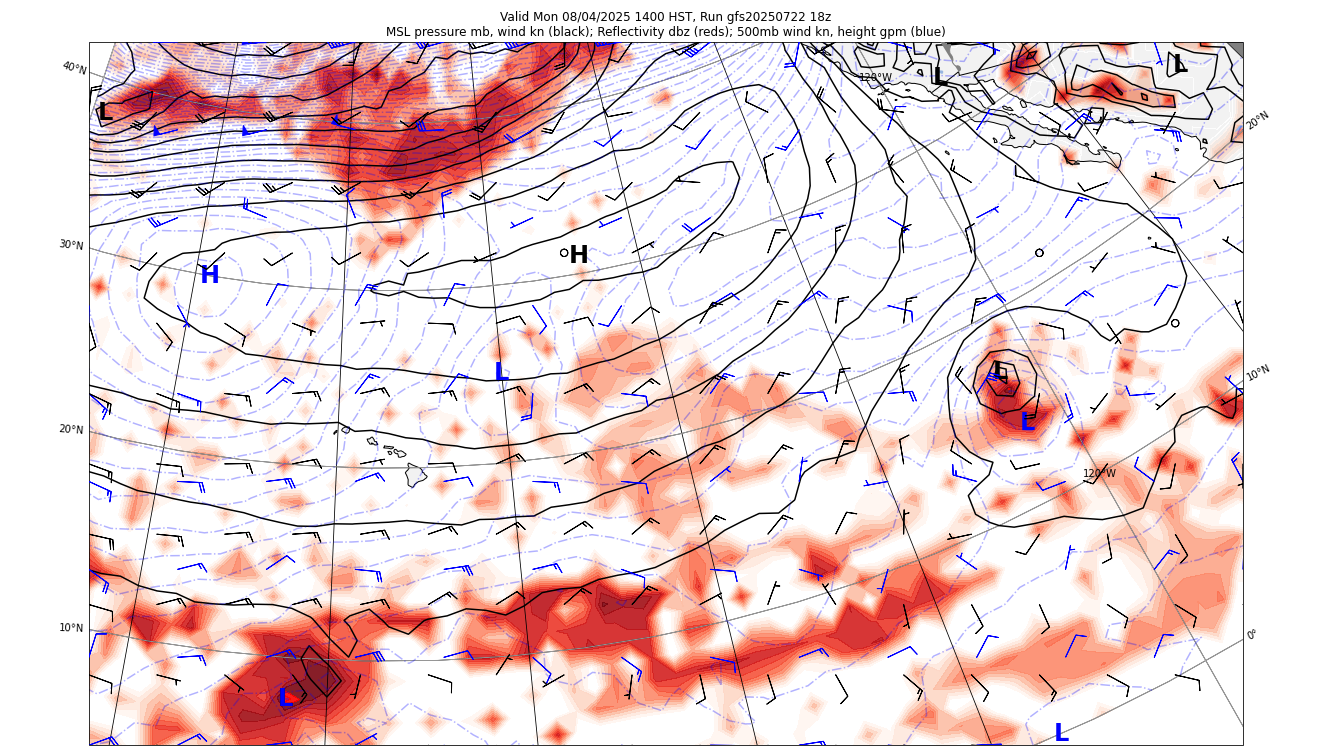 Valid Mon 08/04/2025 1400 HST, Run gfs20250722 18z
MSL pressure mb, wind kn (black); Reflectivity dbz (reds); 500mb wind kn, height gpm (blue)
40°N
120°W
L
L
L
20°N
30°N
H
H
L
L
10°N
L
20°N
120°W
10°N
0°
L
L